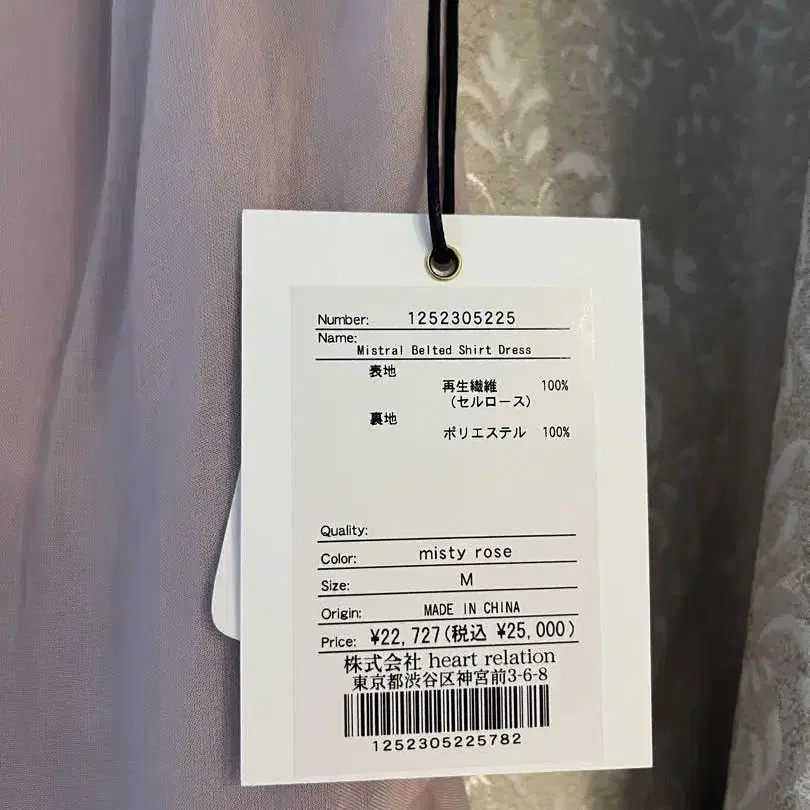 Number: 1252305225
Name:
Mistral Belted Shirt Dress
表地
再生繊維 100%
(セルロース)
裏地
ポリエステル 100%
Quality:
Color: misty rose
Size: M
Origin: MADE IN CHINA
Price: ¥22,727(税込 ¥25,000)
株式会社 heart relation
東京都渋谷区神宮前3-6-8
1252305225782